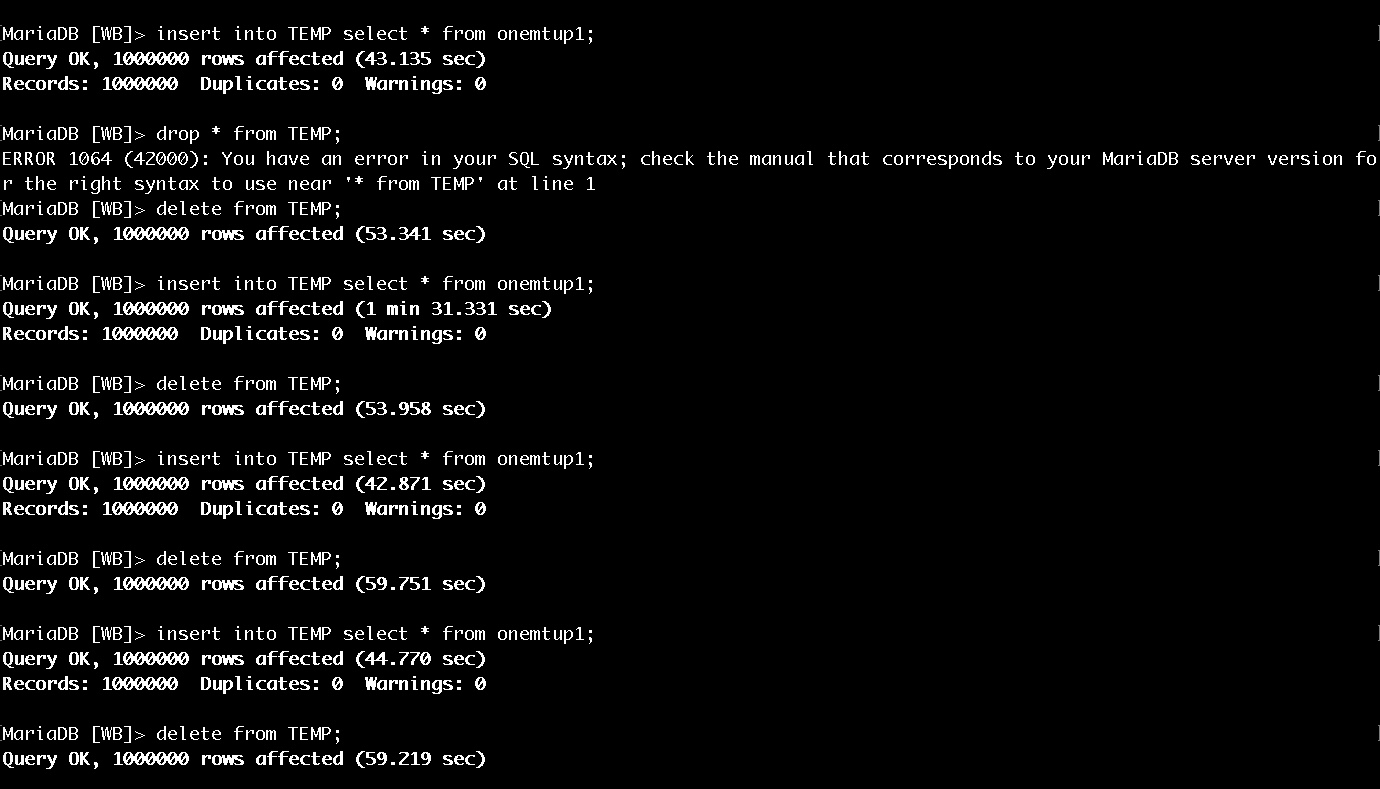 MariaDB [WB]> insert into TEMP select * from onemtup1;
Query OK, 1000000 rows affected (43.135 sec)
Records: 1000000  Duplicates: 0  Warnings: 0
MariaDB [WB]> drop * from TEMP;
ERROR 1064 (42000): You have an error in your SQL syntax; check the manual that corresponds to your MariaDB server version fo
r the right syntax to use near '* from TEMP' at line 1
MariaDB [WB]> delete from TEMP;
Query OK, 1000000 rows affected (53.341 sec)
MariaDB [WB]> insert into TEMP select * from onemtup1;
Query OK, 1000000 rows affected (1 min 31.331 sec)
Records: 1000000  Duplicates: 0  Warnings: 0
MariaDB [WB]> delete from TEMP;
Query OK, 1000000 rows affected (53.958 sec)
MariaDB [WB]> insert into TEMP select * from onemtup1;
Query OK, 1000000 rows affected (42.871 sec)
Records: 1000000  Duplicates: 0  Warnings: 0
MariaDB [WB]> delete from TEMP;
Query OK, 1000000 rows affected (59.751 sec)
MariaDB [WB]> insert into TEMP select * from onemtup1;
Query OK, 1000000 rows affected (44.770 sec)
Records: 1000000  Duplicates: 0  Warnings: 0
MariaDB [WB]> delete from TEMP;
Query OK, 1000000 rows affected (59.219 sec)